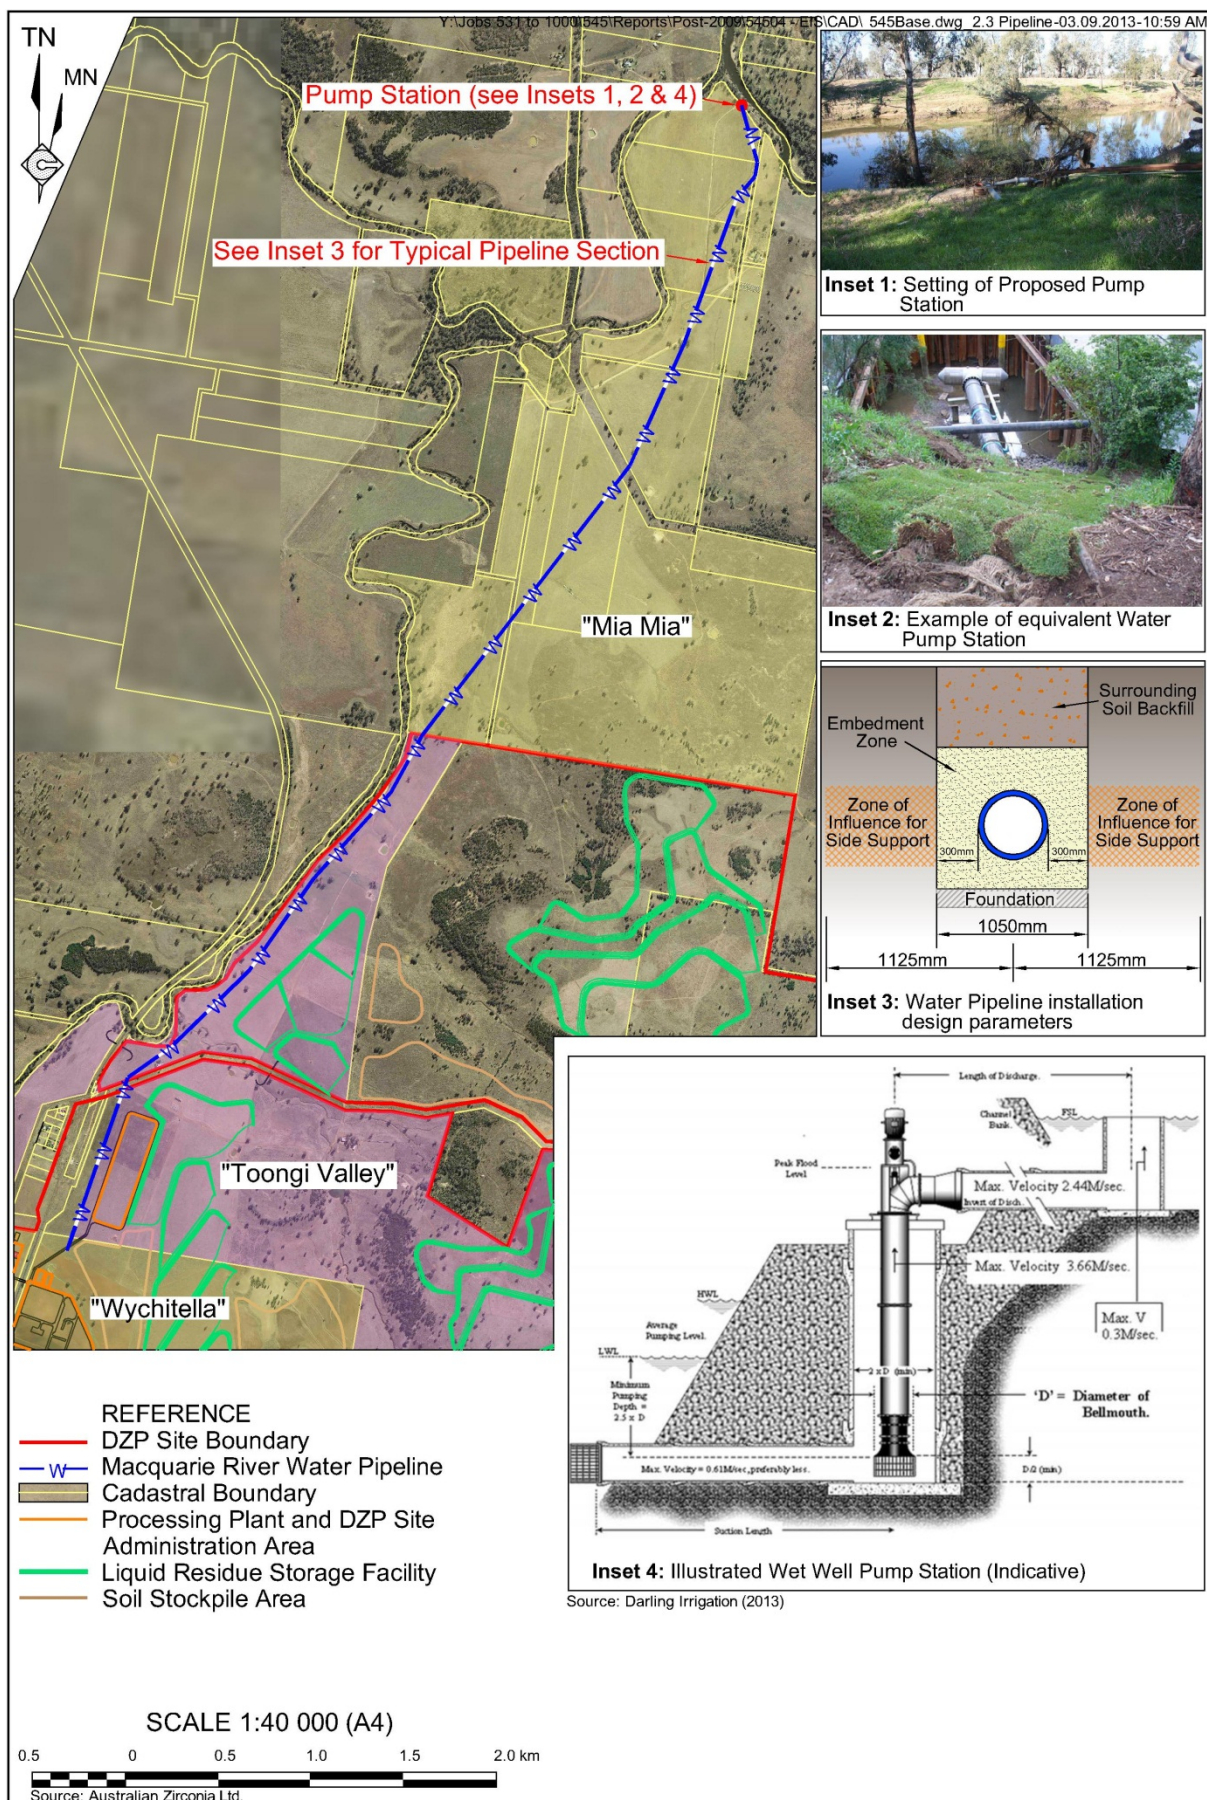 Y:\Jobs 531 to 1000\545\Reports\Post-2009\54504 - EIS\CAD\ 545Base.dwg_2.3 Pipeline-03.09.2013-10:59 AM
TN
MN
Pump Station (see Insets 1, 2 & 4)
W
W
See Inset 3 for Typical Pipeline Section
W
W
W
W
W
W
W
"Mia Mia"
W
W
W
W
W
W
W
W
W
W
"Toongi Valley"
W
"Wychitella"
Inset 1: Setting of Proposed Pump
Station
Inset 2: Example of equivalent Water
Pump Station
Surrounding
Soil Backfill
Embedment
Zone
Zone of
Influence for
Side Support
Zone of
Influence for
Side Support
300mm
300mm
Foundation
1050mm
1125mm
1125mm
Inset 3: Water Pipeline installation
design parameters
Length of Discharge.
Channel
Bank.
FSL
Peak Flood
Level
Max. Velocity 2.44M/sec.
Invert of Disch.
Max. Velocity 3.66M/sec.
HWL
Average
Pumping Level.
Max. V
0.3M/sec.
LWL
2 x D (min)
Minimum
Pumping
Depth =
2.5 x D
'D' = Diameter of
Bellmouth.
Max. Velocity = 0.61M/sec, preferably less.
D/2 (min)
Suction Length
Inset 4: Illustrated Wet Well Pump Station (Indicative)
Source: Darling Irrigation (2013)
REFERENCE
DZP Site Boundary
W Macquarie River Water Pipeline
Cadastral Boundary
Processing Plant and DZP Site
Administration Area
Liquid Residue Storage Facility
Soil Stockpile Area
SCALE 1:40 000 (A4)
0.5 0 0.5 1.0 1.5 2.0 km
Source: Australian Zirconia Ltd.